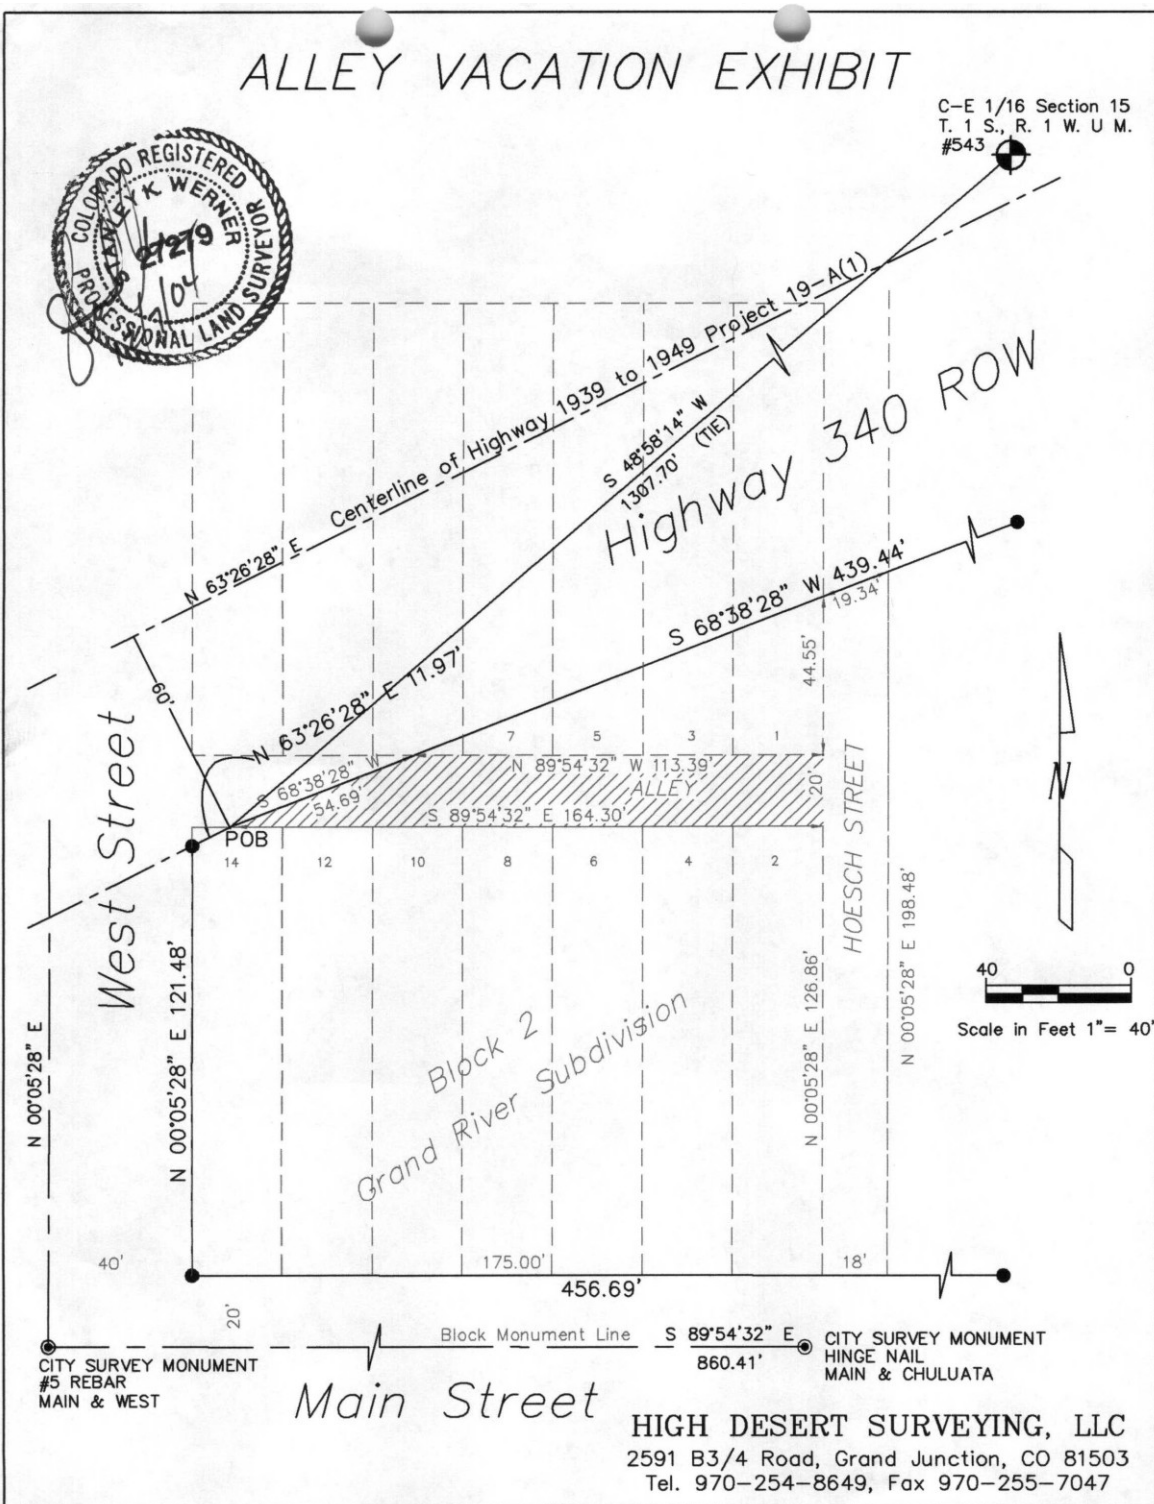 ALLEY VACATION EXHIBIT
C-E 1/16 Section 15
T. 1 S., R. 1 W. U M.
#543
COLORADO REGISTERED
STANLEY K. WERNER
27279
PROFESSIONAL LAND SURVEYOR
N 63°26'28" E
Centerline of Highway 1939 to 1949 Project 19-A(1)
S 48°58'14" W
1307.70' (TIE)
Highway 340 ROW
S 68°38'28" W 439.44'
19.34'
44.55'
60'
N 63°26'28" E 11.97'
West Street
7 5 3 1
S 68°38'28" W
54.69'
N 89°54'32" W 113.39'
ALLEY
20'
S 89°54'32" E 164.30'
POB
14 12 10 8 6 4 2
HOESCH STREET
N
N 00°05'28" E 198.48'
N 00°05'28" E 121.48'
N 00°05'28" E 126.86'
N 00°05'28" E
40 0
Scale in Feet 1"= 40'
Block 2
Grand River Subdivision
40'
175.00'
18'
456.69'
20'
Block Monument Line S 89°54'32" E
860.41'
CITY SURVEY MONUMENT
#5 REBAR
MAIN & WEST
CITY SURVEY MONUMENT
HINGE NAIL
MAIN & CHULUATA
Main Street
HIGH DESERT SURVEYING, LLC
2591 B3/4 Road, Grand Junction, CO 81503
Tel. 970-254-8649, Fax 970-255-7047